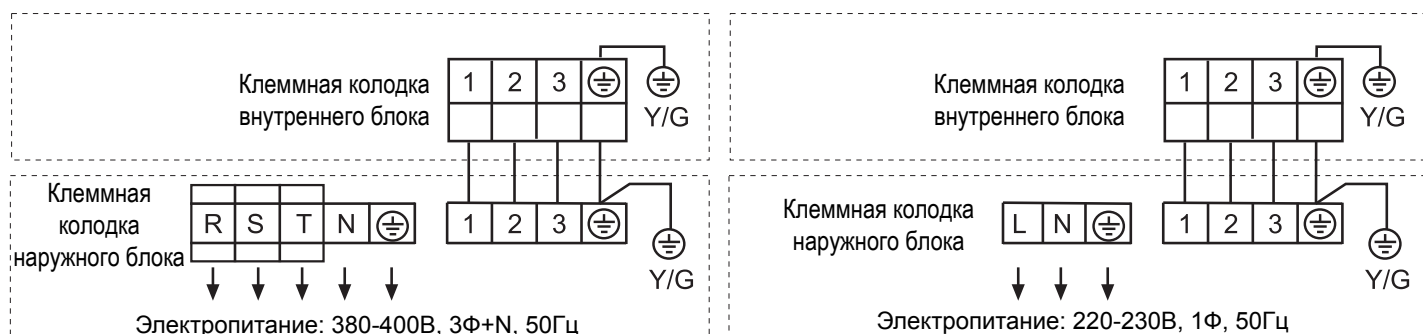 Клеммная колодка
внутреннего блока
1 2 3
Y/G
Клеммная
колодка
наружного блока
R S T N
1 2 3
Y/G
Электропитание: 380-400В, 3Ф+N, 50Гц
Клеммная колодка
внутреннего блока
1 2 3
Y/G
Клеммная колодка
наружного блока
L N
1 2 3
Y/G
Электропитание: 220-230В, 1Ф, 50Гц